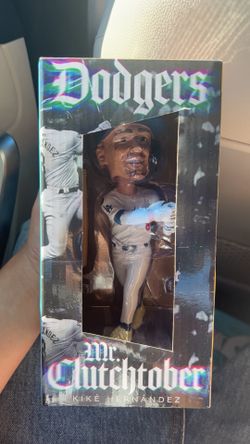 Dodgers
Mr.
Clutchtober
KIKÉ HERNÁNDEZ